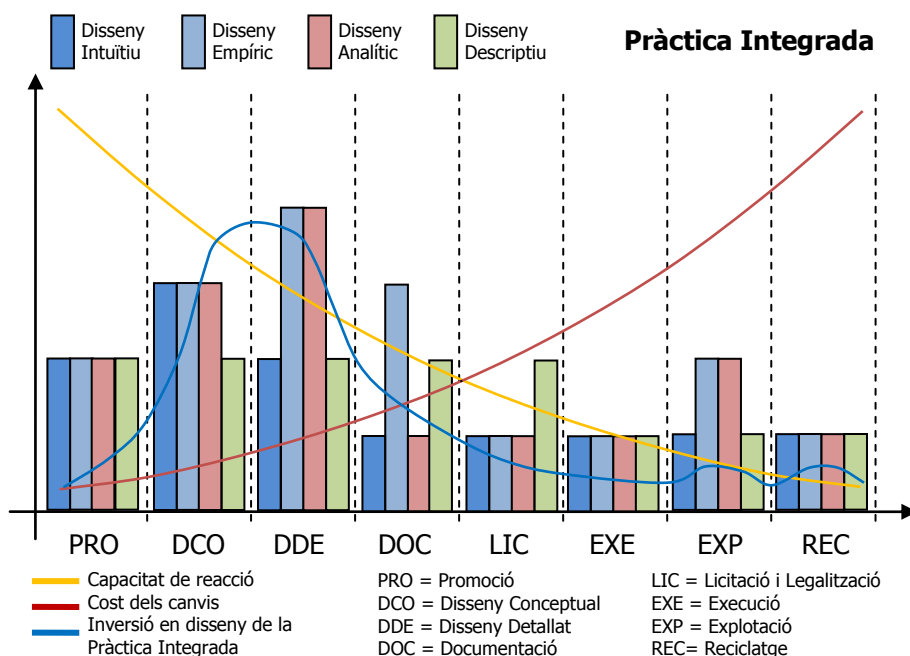 Disseny
Intuïtiu
Disseny
Empíric
Disseny
Analític
Disseny
Descriptiu
Pràctica Integrada
PRO
DCO
DDE
DOC
LIC
EXE
EXP
REC
Capacitat de reacció
Cost dels canvis
Inversió en disseny de la
Pràctica Integrada
PRO = Promoció
DCO = Disseny Conceptual
DDE = Disseny Detallat
DOC = Documentació
LIC = Licitació i Legalització
EXE = Execució
EXP = Explotació
REC= Reciclatge